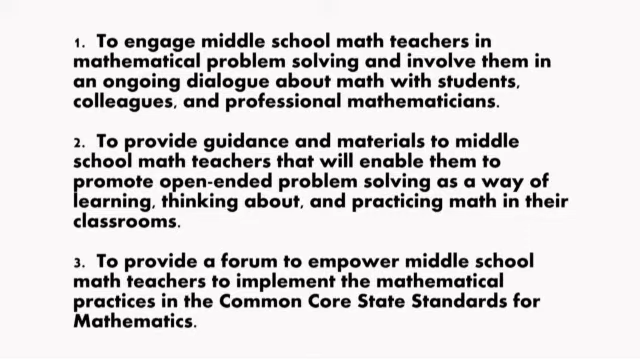 1. To engage middle school math teachers in
mathematical problem solving and involve them in
an ongoing dialogue about math with students,
colleagues, and professional mathematicians.
2. To provide guidance and materials to middle
school math teachers that will enable them to
promote open-ended problem solving as a way of
learning, thinking about, and practicing math in their
classrooms.
3. To provide a forum to empower middle school
math teachers to implement the mathematical
practices in the Common Core State Standards for
Mathematics.